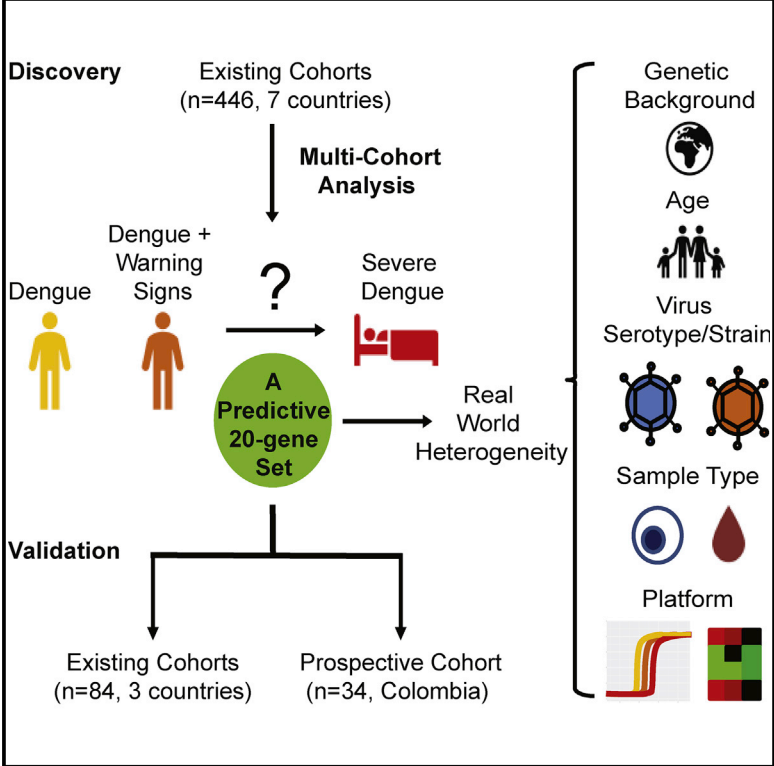 Discovery
Existing Cohorts
(n=446, 7 countries)
Multi-Cohort
Analysis
Dengue
Dengue +
Warning
Signs
?
Severe
Dengue
A
Predictive
20-gene
Set
Real
World
Heterogeneity
Validation
Existing Cohorts
(n=84, 3 countries)
Prospective Cohort
(n=34, Colombia)
Genetic
Background
Age
Virus
Serotype/Strain
Sample Type
Platform